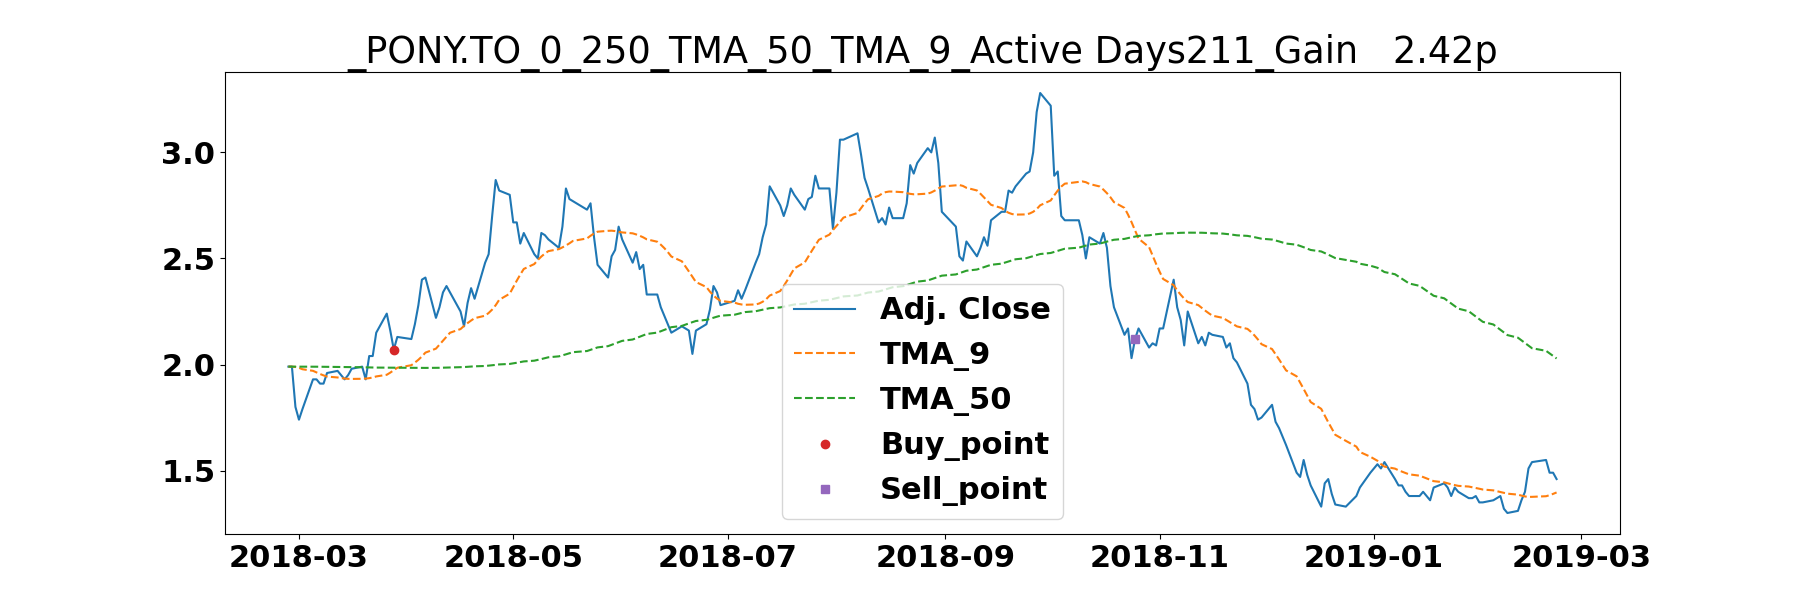 _PONY.TO_0_250_TMA_50_TMA_9_Active Days211_Gain   2.42p
3.0
2.5
2.0
1.5
Adj. Close
TMA_9
TMA_50
Buy_point
Sell_point
2018-03 2018-05 2018-07 2018-09 2018-11 2019-01 2019-03